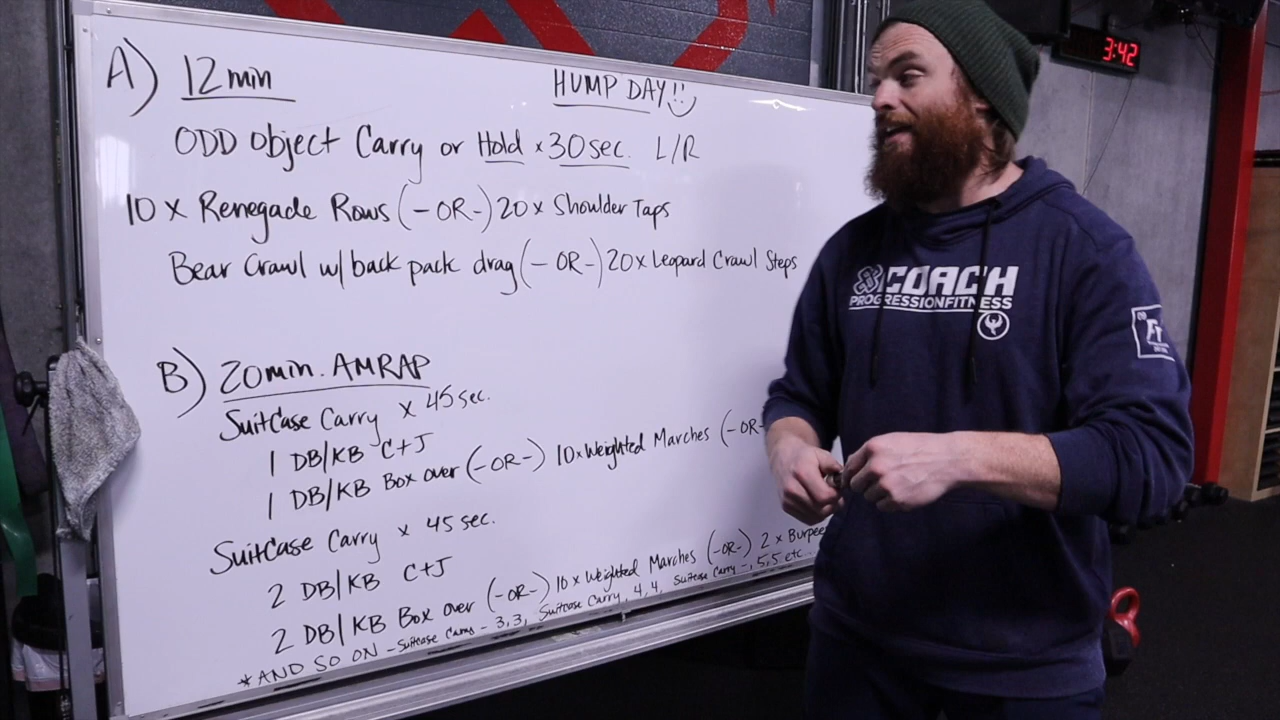 A) 12 min
HUMP DAY!!
ODD Object Carry or Hold x 30 sec. L/R
10 x Renegade Rows (-OR-) 20 x Shoulder Taps
Bear Crawl w/ back pack drag (-OR-) 20 x Leopard Crawl Steps
B) 20 min. AMRAP
Suitcase Carry x 45 sec.
1 DB/KB C+J
1 DB/KB Box over (-OR-) 10 x Weighted Marches (-OR-
Suitcase Carry x 45 sec.
2 DB/KB C+J
2 DB/KB Box over (-OR-) 10 x Weighted Marches (-OR-) 2 x Burpee
*AND SO ON - Suitcase Carry - 3,3, Suitcase Carry, 4,4, Suitcase Carry -, 5,5 etc...
3:42
COACH
PROGRESSIONFITNESS